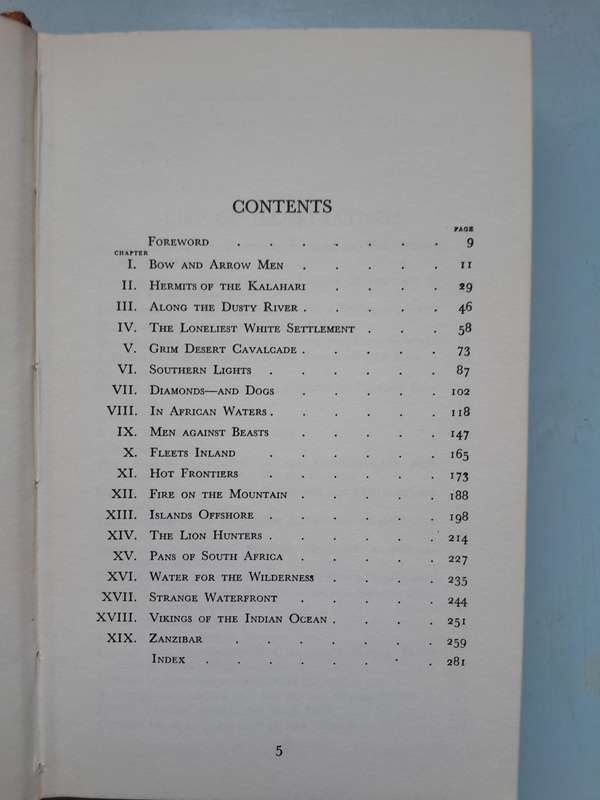 CONTENTS
PAGE
FOREWORD . . . . . . . 9
CHAPTER
I. BOW AND ARROW MEN . . . . . 11
II. HERMITS OF THE KALAHARI . . . . 29
III. ALONG THE DUSTY RIVER . . . . . 46
IV. THE LONELIEST WHITE SETTLEMENT . . . 58
V. GRIM DESERT CAVALCADE . . . . . 73
VI. SOUTHERN LIGHTS . . . . . . 87
VII. DIAMONDS—AND DOGS . . . . . 102
VIII. IN AFRICAN WATERS . . . . . . 118
IX. MEN AGAINST BEASTS . . . . . 147
X. FLEETS INLAND . . . . . . 165
XI. HOT FRONTIERS . . . . . . 173
XII. FIRE ON THE MOUNTAIN . . . . . 188
XIII. ISLANDS OFFSHORE . . . . . . 198
XIV. THE LION HUNTERS . . . . . . 214
XV. PANS OF SOUTH AFRICA . . . . . 227
XVI. WATER FOR THE WILDERNESS . . . . 235
XVII. STRANGE WATERFRONT . . . . . 244
XVIII. VIKINGS OF THE INDIAN OCEAN . . . . 251
XIX. ZANZIBAR . . . . . . . 259
INDEX . . . . . . . . 281
5